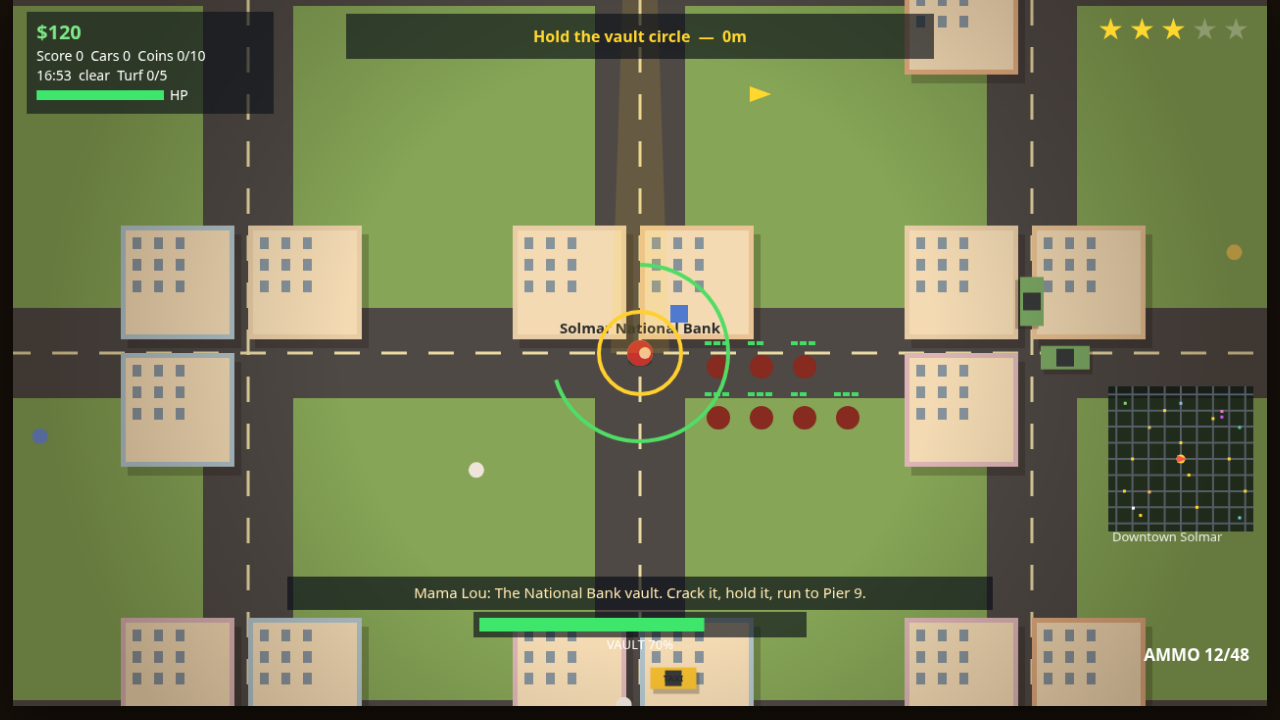 $120
Score 0 Cars 0 Coins 0/10
16:53 clear Turf 0/5
HP
Hold the vault circle — 0m
Solmar National Bank
Downtown Solmar
Mama Lou: The National Bank vault. Crack it, hold it, run to Pier 9.
VAULT 70%
AMMO 12/48